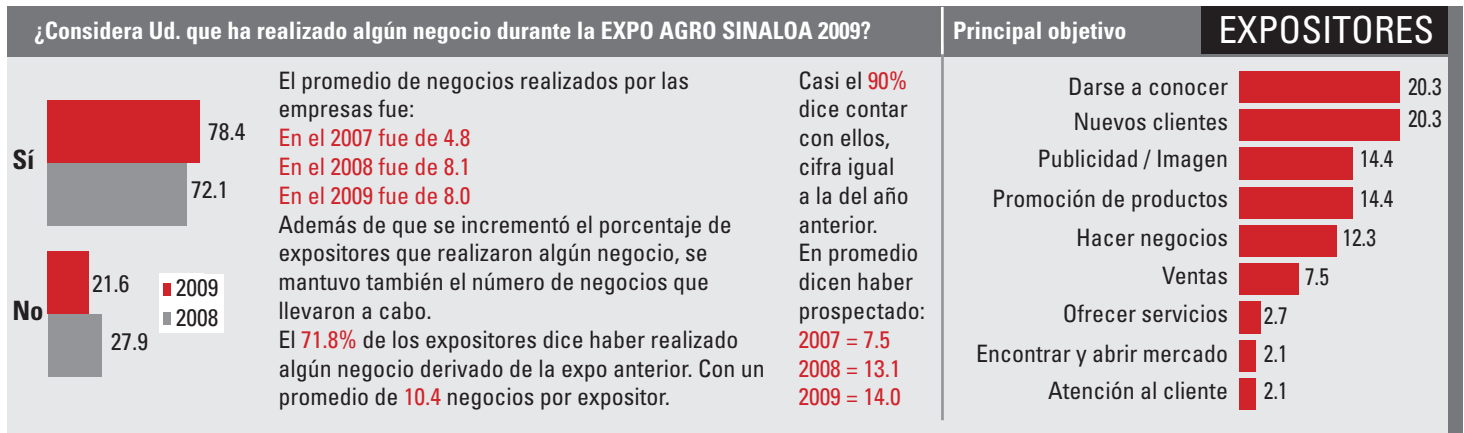 ¿Considera Ud. que ha realizado algún negocio durante la EXPO AGRO SINALOA 2009?
Sí
78.4
72.1
No
21.6
27.9
2009
2008
El promedio de negocios realizados por las
empresas fue:
En el 2007 fue de 4.8
En el 2008 fue de 8.1
En el 2009 fue de 8.0
Además de que se incrementó el porcentaje de
expositores que realizaron algún negocio, se
mantuvo también el número de negocios que
llevaron a cabo.
El 71.8% de los expositores dice haber realizado
algún negocio derivado de la expo anterior. Con un
promedio de 10.4 negocios por expositor.
Casi el 90%
dice contar
con ellos,
cifra igual
a la del año
anterior.
En promedio
dicen haber
prospectado:
2007 = 7.5
2008 = 13.1
2009 = 14.0
Principal objetivo
EXPOSITORES
Darse a conocer 20.3
Nuevos clientes 20.3
Publicidad / Imagen 14.4
Promoción de productos 14.4
Hacer negocios 12.3
Ventas 7.5
Ofrecer servicios 2.7
Encontrar y abrir mercado 2.1
Atención al cliente 2.1